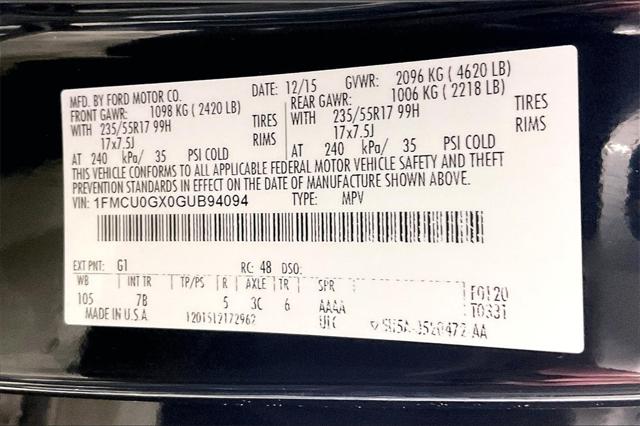 MFD. BY FORD MOTOR CO. DATE: 12/15 GVWR: 2096 KG ( 4620 LB)
FRONT GAWR: 1098 KG ( 2420 LB) REAR GAWR: 1006 KG ( 2218 LB)
WITH 235/55R17 99H TIRES WITH 235/55R17 99H TIRES
17x7.5J RIMS 17x7.5J RIMS
AT 240 kPa/ 35 PSI COLD AT 240 kPa/ 35 PSI COLD
THIS VEHICLE CONFORMS TO ALL APPLICABLE FEDERAL MOTOR VEHICLE SAFETY AND THEFT
PREVENTION STANDARDS IN EFFECT ON THE DATE OF MANUFACTURE SHOWN ABOVE.
VIN: 1FMCU0GX0GUB94094 TYPE: MPV
EXT PNT: G1 RC: 48 DSO:
WB INT TR TP/PS R AXLE TR SPR
105 7B 5 3C 6 AAAA
MADE IN U.S.A. UTC